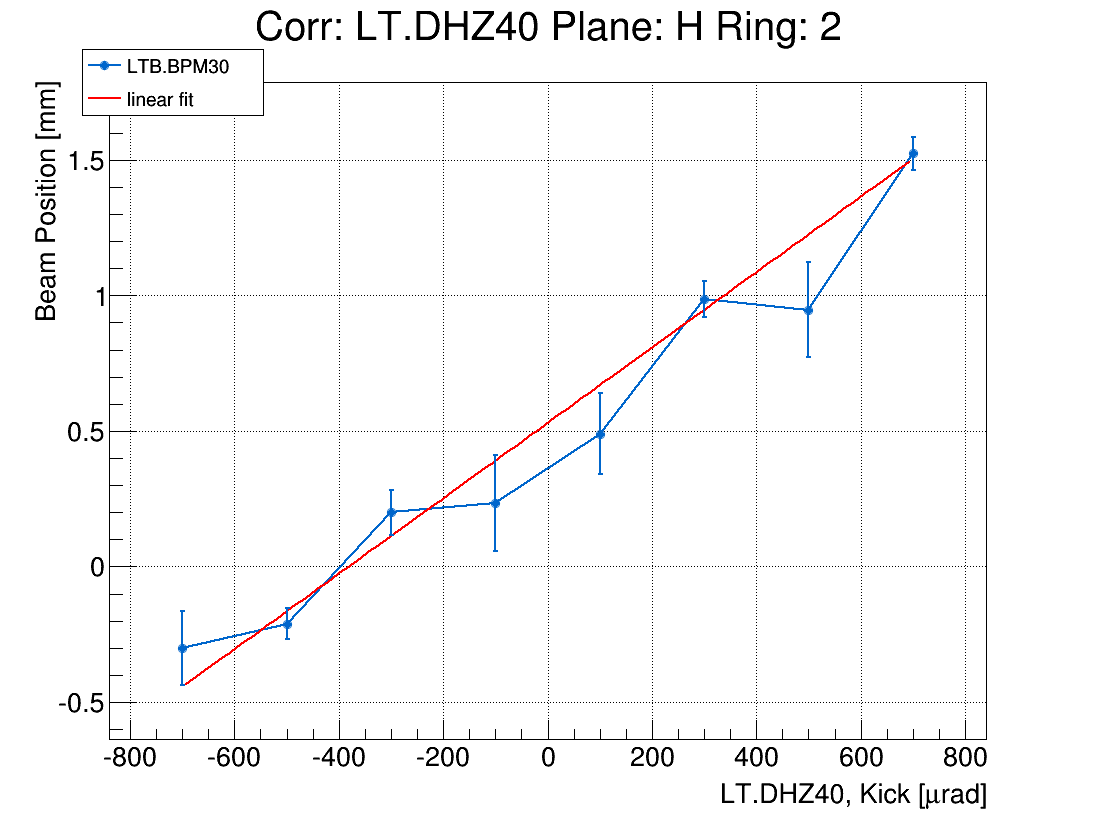 Corr: LT.DHZ40 Plane: H Ring: 2
LTB.BPM30
linear fit
Beam Position [mm]
1.5
1
0.5
0
-0.5
-800 -600 -400 -200 0 200 400 600 800
LT.DHZ40, Kick [μrad]